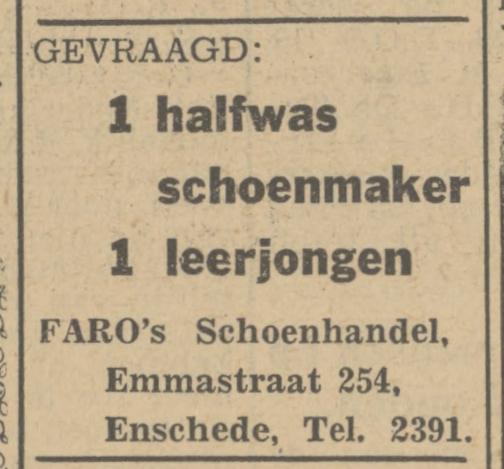 GEVRAAGD:
1 halfwas
schoenmaker
1 leerjongen
FARO's Schoenhandel,
Emmastraat 254,
Enschede, Tel. 2391.